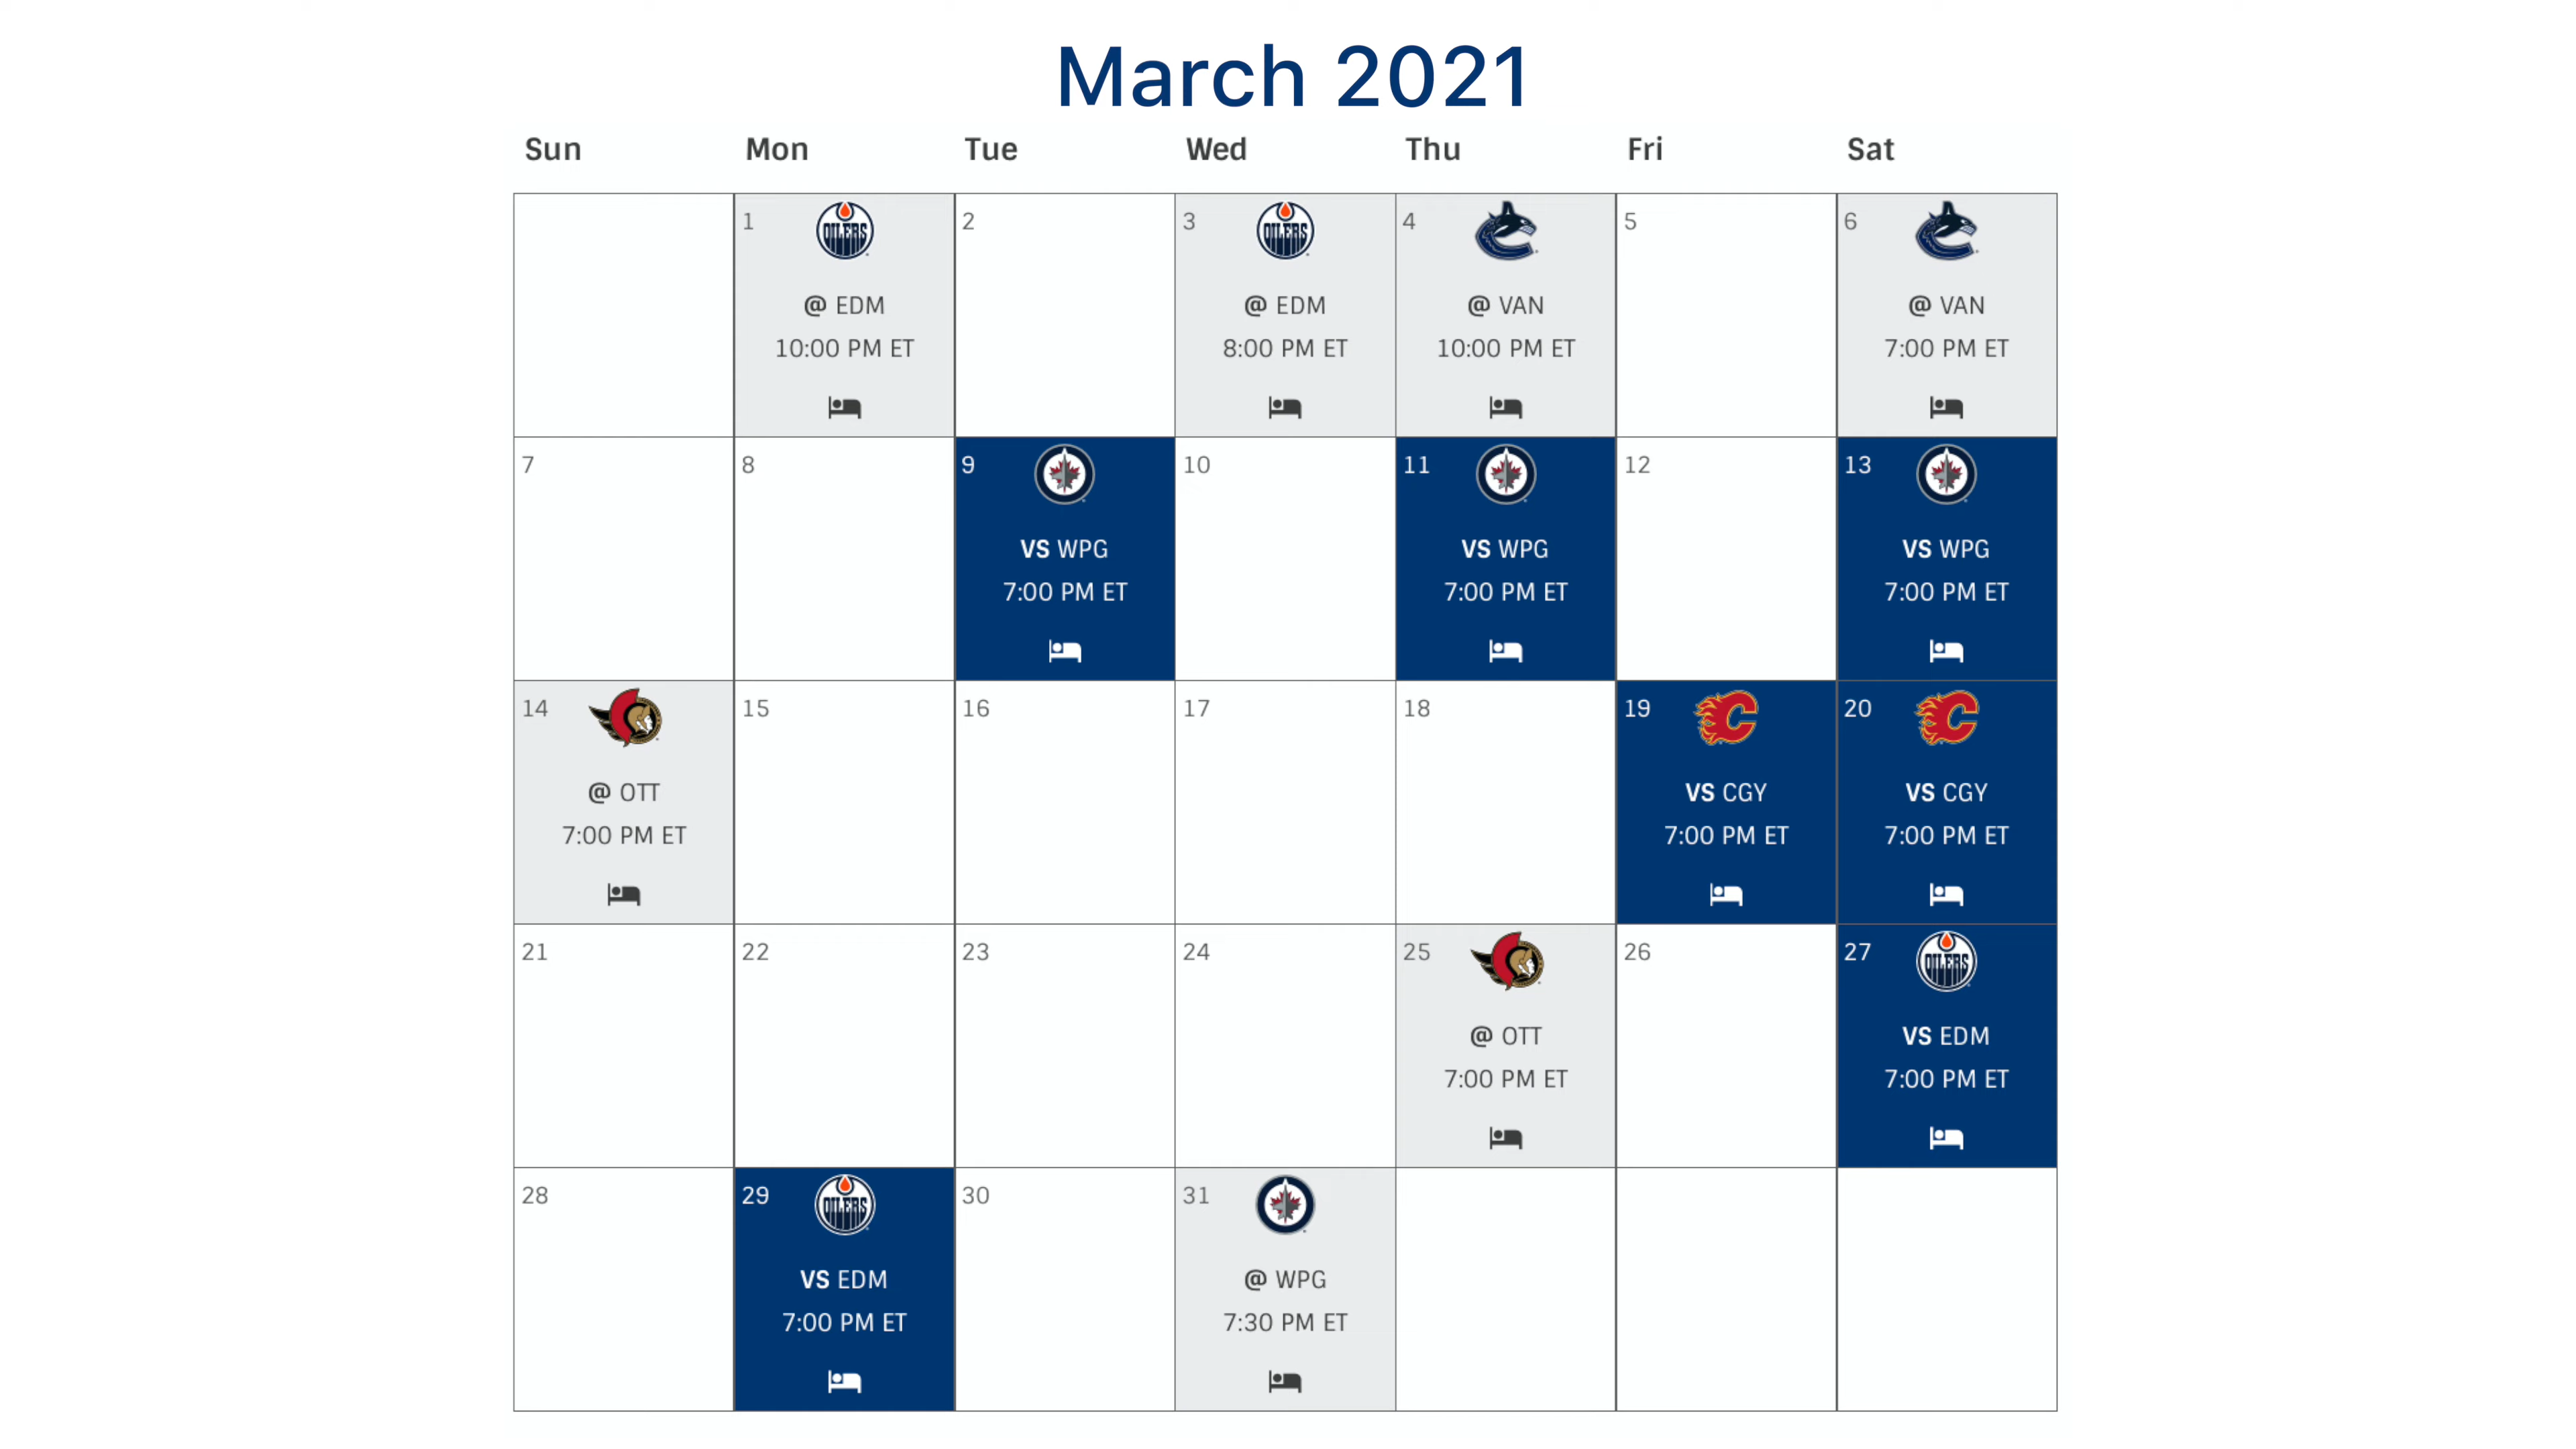 March 2021
Sun Mon Tue Wed Thu Fri Sat
1 OILERS 2 3 OILERS 4 5 6
@ EDM @ EDM @ VAN @ VAN
10:00 PM ET 8:00 PM ET 10:00 PM ET 7:00 PM ET
7 8 9 10 11 12 13
VS WPG VS WPG VS WPG
7:00 PM ET 7:00 PM ET 7:00 PM ET
14 15 16 17 18 19 C 20 C
@ OTT VS CGY VS CGY
7:00 PM ET 7:00 PM ET 7:00 PM ET
21 22 23 24 25 26 27 OILERS
@ OTT VS EDM
7:00 PM ET 7:00 PM ET
28 29 OILERS 30 31
VS EDM @ WPG
7:00 PM ET 7:30 PM ET